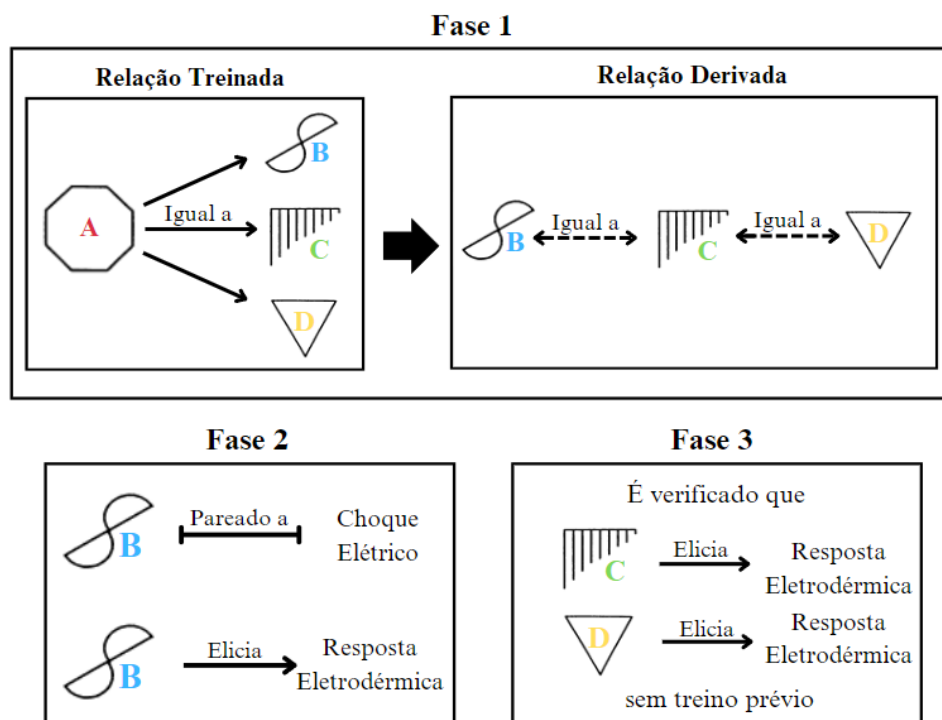 Fase 1
Relação Treinada
A
Igual a
B
C
D
Relação Derivada
B
Igual a
C
Igual a
D
Fase 2
B
Pareado a
Choque
Elétrico
B
Elicia
Resposta
Eletrodérmica
Fase 3
É verificado que
C
Elicia
Resposta
Eletrodérmica
D
Elicia
Resposta
Eletrodérmica
sem treino prévio